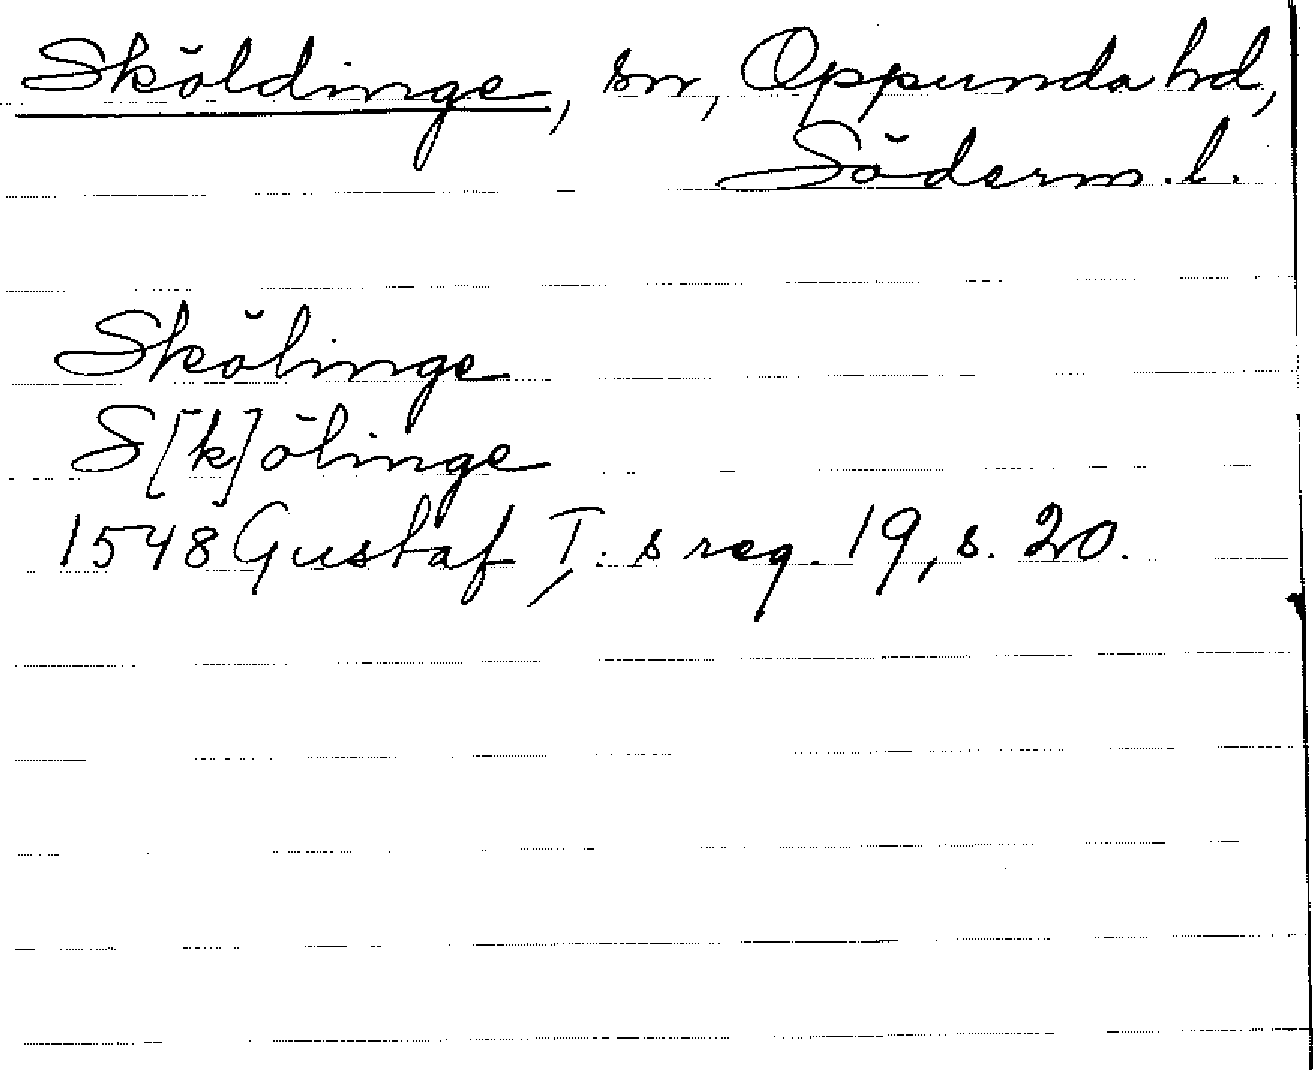 Sköldinge, sn, Oppunda hd,
Söderm. l.
Skölinge
S[k]ölinge
1548 Gustaf I. s reg. 19, s. 20.